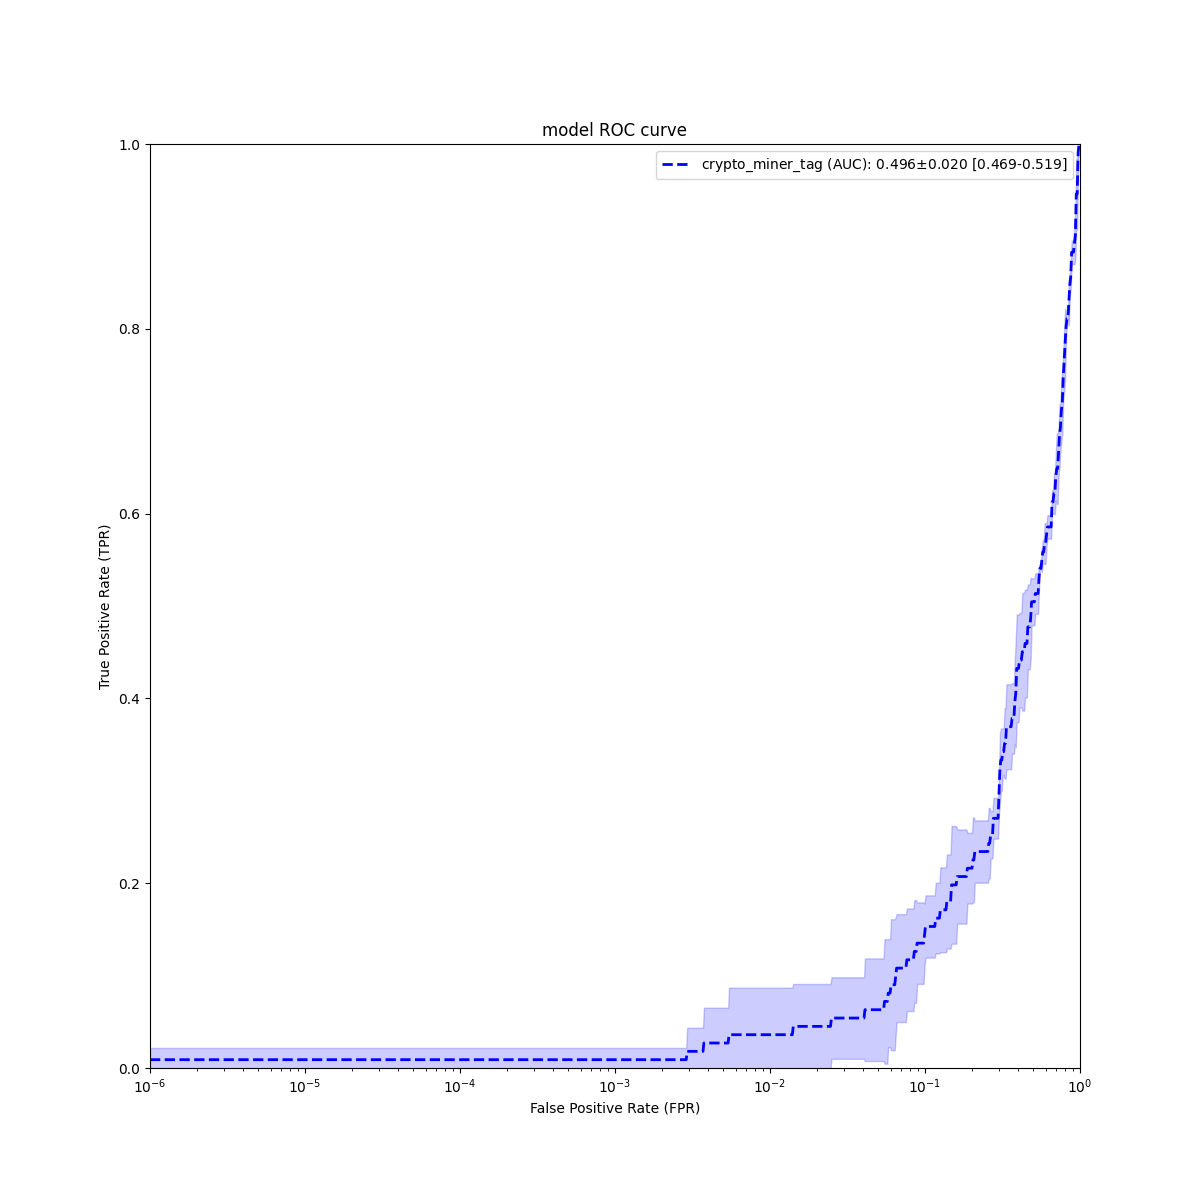 model ROC curve
crypto_miner_tag (AUC): 0.496±0.020 [0.469-0.519]
1.0
0.8
0.6
0.4
0.2
0.0
True Positive Rate (TPR)
10⁻⁶ 10⁻⁵ 10⁻⁴ 10⁻³ 10⁻² 10⁻¹ 10⁰
False Positive Rate (FPR)